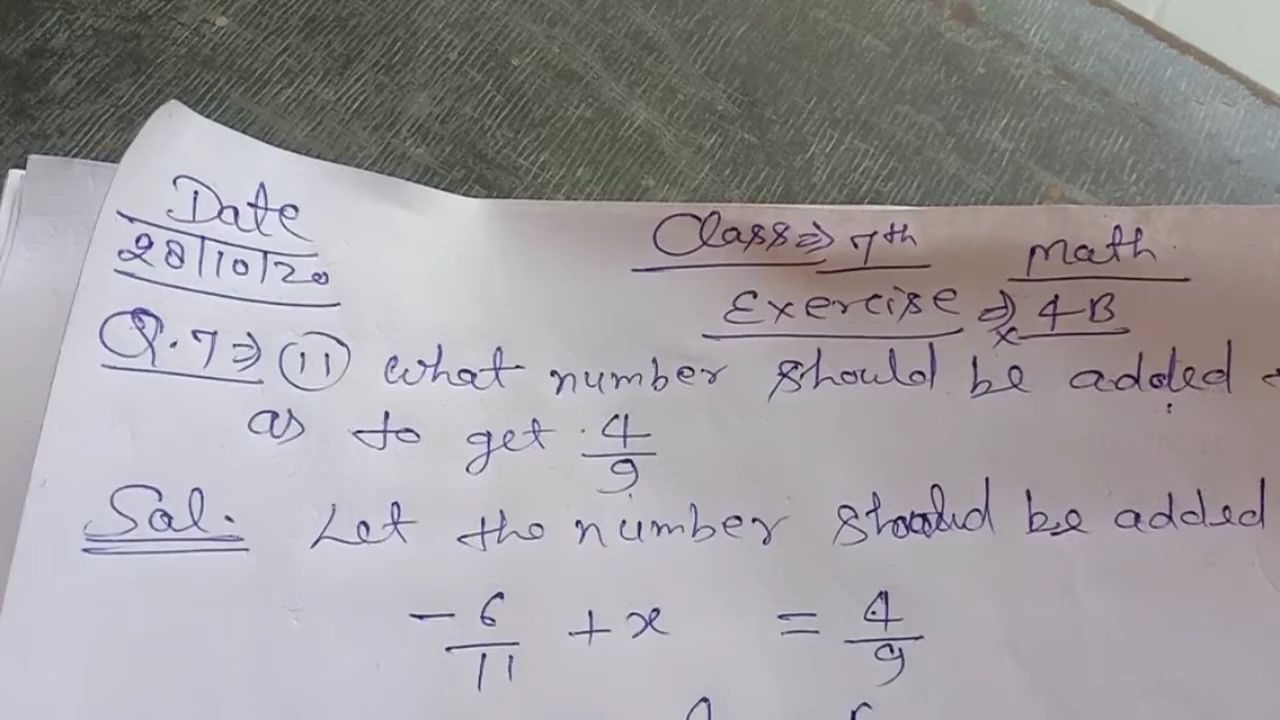 Date
28/10/20
Class ⇒ 7th Math
Exercise ⇒ 4B
Q.7 ⇒ (11) What number should be added
as to get 4/9
Sol. Let the number should be added
-6/11 + x = 4/9